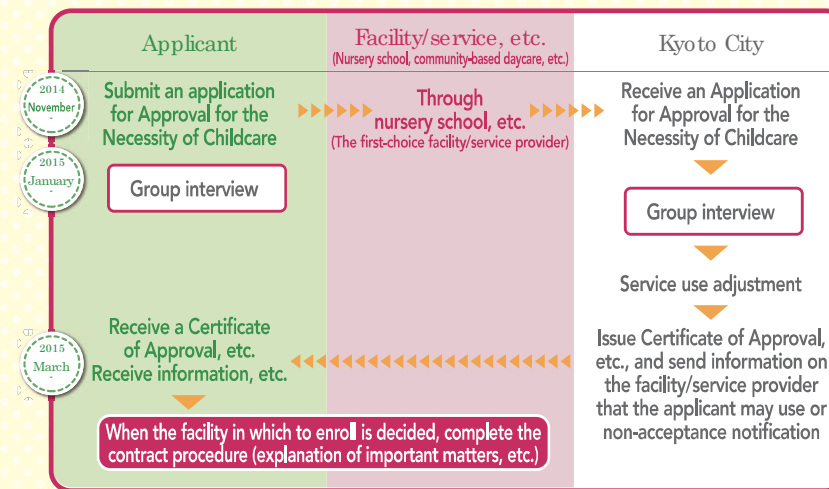 Applicant
Facility/service, etc.
(Nursery school, community-based daycare, etc.)
Kyoto City
2014
November
-
Submit an application
for Approval for the
Necessity of Childcare
Through
nursery school, etc.
(The first-choice facility/service provider)
Receive an Application
for Approval for the
Necessity of Childcare
2015
January
-
Group interview
Group interview
Service use adjustment
2015
March
-
Receive a Certificate
of Approval, etc.
Receive information, etc.
Issue Certificate of Approval,
etc., and send information on
the facility/service provider
that the applicant may use or
non-acceptance notification
When the facility in which to enroll is decided, complete the
contract procedure (explanation of important matters, etc.)